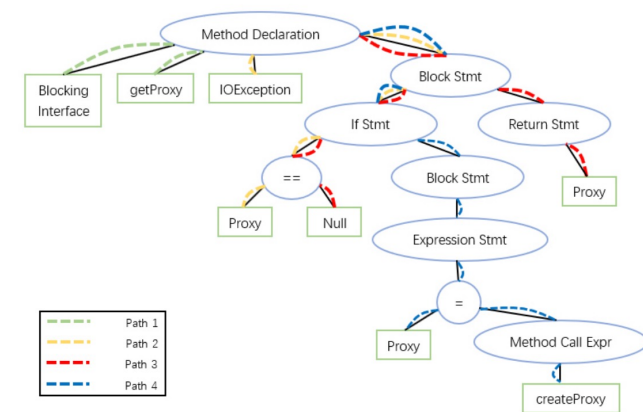 Method Declaration
Blocking
Interface
getProxy
IOException
Block Stmt
If Stmt
Return Stmt
==
Block Stmt
Proxy
Proxy
Null
Expression Stmt
=
Proxy
Method Call Expr
createProxy
Path 1
Path 2
Path 3
Path 4